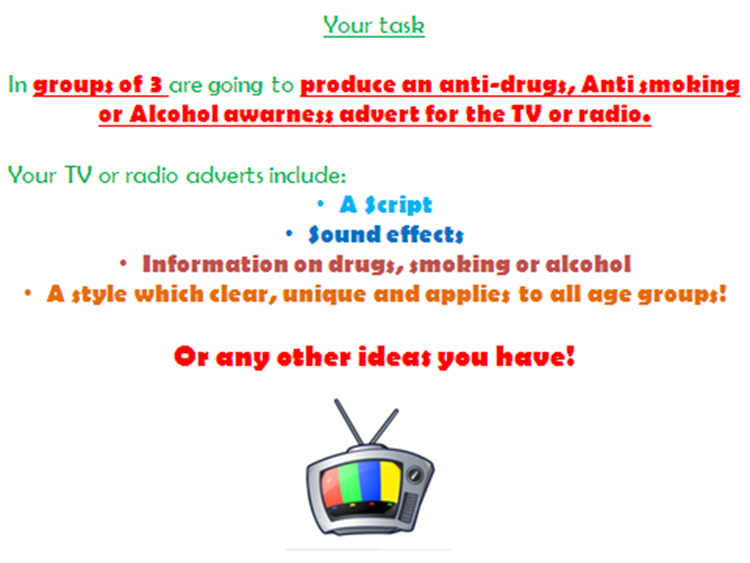 Your task
In groups of 3 are going to produce an anti-drugs, Anti smoking
or Alcohol awarness advert for the TV or radio.
Your TV or radio adverts include:
• A Script
• Sound effects
• Information on drugs, smoking or alcohol
• A style which clear, unique and applies to all age groups!
Or any other ideas you have!